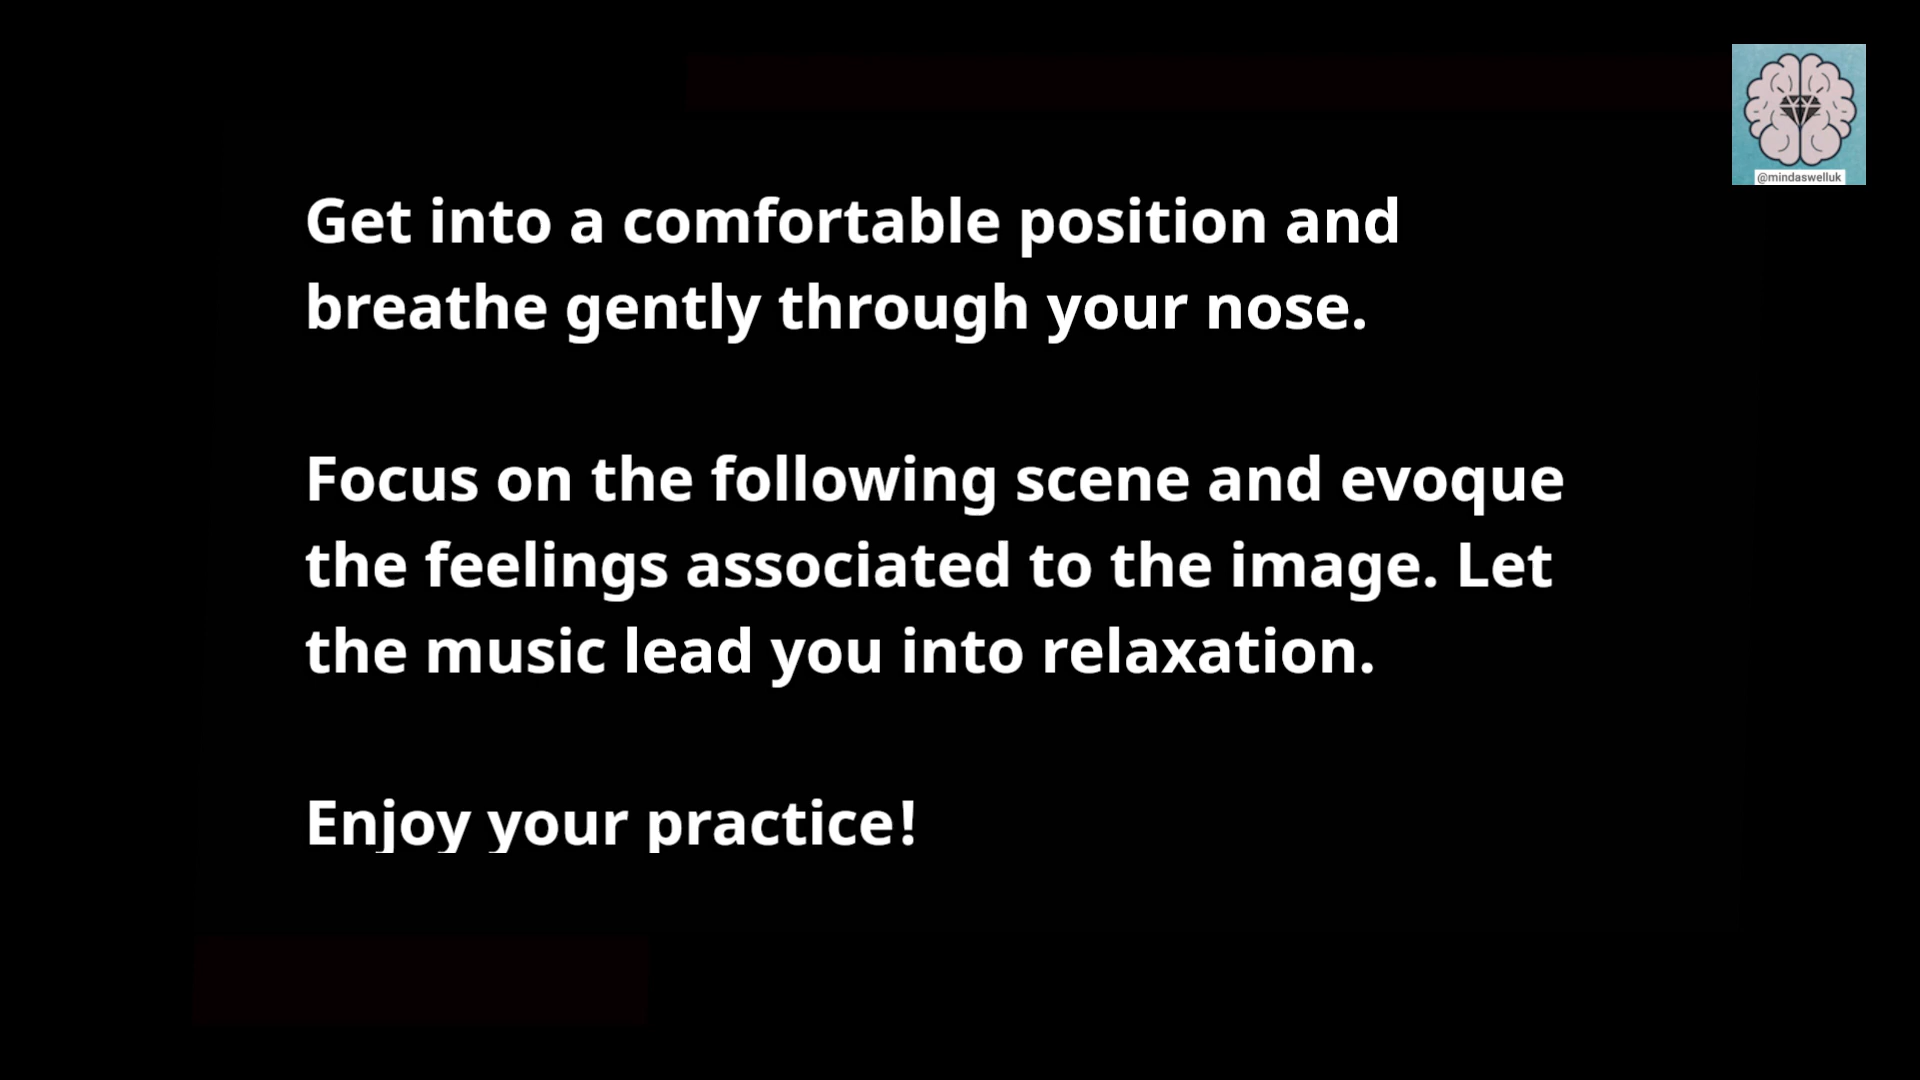 @mindaswelluk
Get into a comfortable position and
breathe gently through your nose.
Focus on the following scene and evoque
the feelings associated to the image. Let
the music lead you into relaxation.
Enjoy your practice!